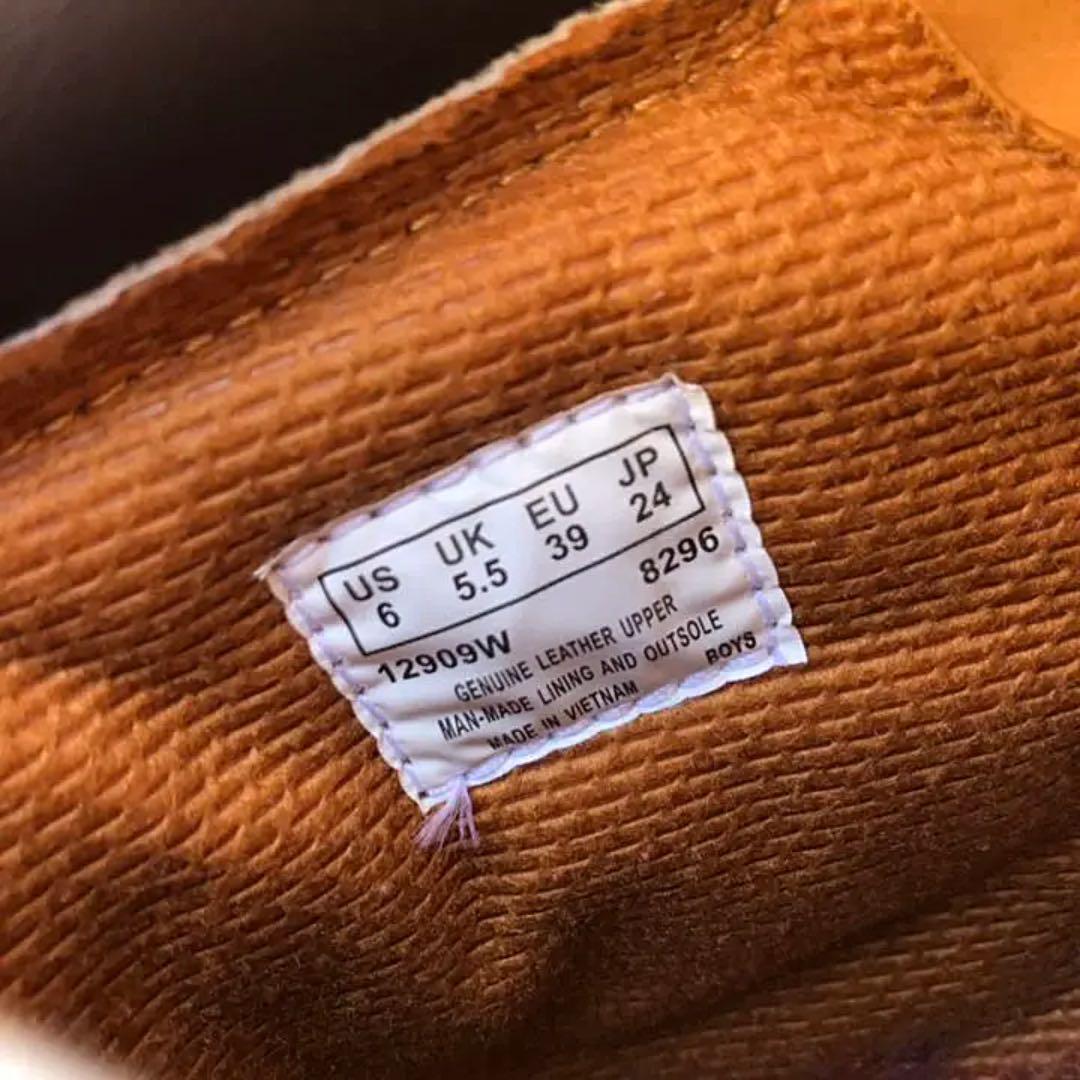 US UK EU JP
6 5.5 39 24
12909W 8296
GENUINE LEATHER UPPER
MAN-MADE LINING AND OUTSOLE
MADE IN VIETNAM BOYS